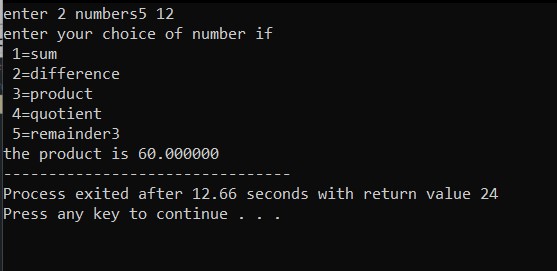 enter 2 numbers5 12
enter your choice of number if
1=sum
2=difference
3=product
4=quotient
5=remainder3
the product is 60.000000
--------------------------------
Process exited after 12.66 seconds with return value 24
Press any key to continue . . .